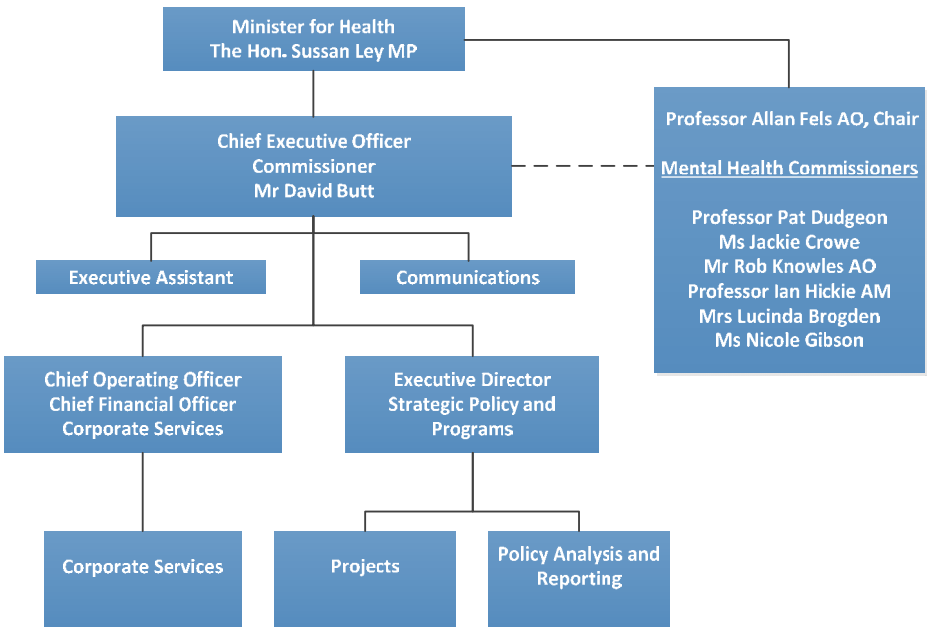 Minister for Health
The Hon. Sussan Ley MP
Professor Allan Fels AO, Chair
Mental Health Commissioners
Professor Pat Dudgeon
Ms Jackie Crowe
Mr Rob Knowles AO
Professor Ian Hickie AM
Mrs Lucinda Brogden
Ms Nicole Gibson
Chief Executive Officer
Commissioner
Mr David Butt
Executive Assistant
Communications
Chief Operating Officer
Chief Financial Officer
Corporate Services
Executive Director
Strategic Policy and
Programs
Corporate Services
Projects
Policy Analysis and
Reporting